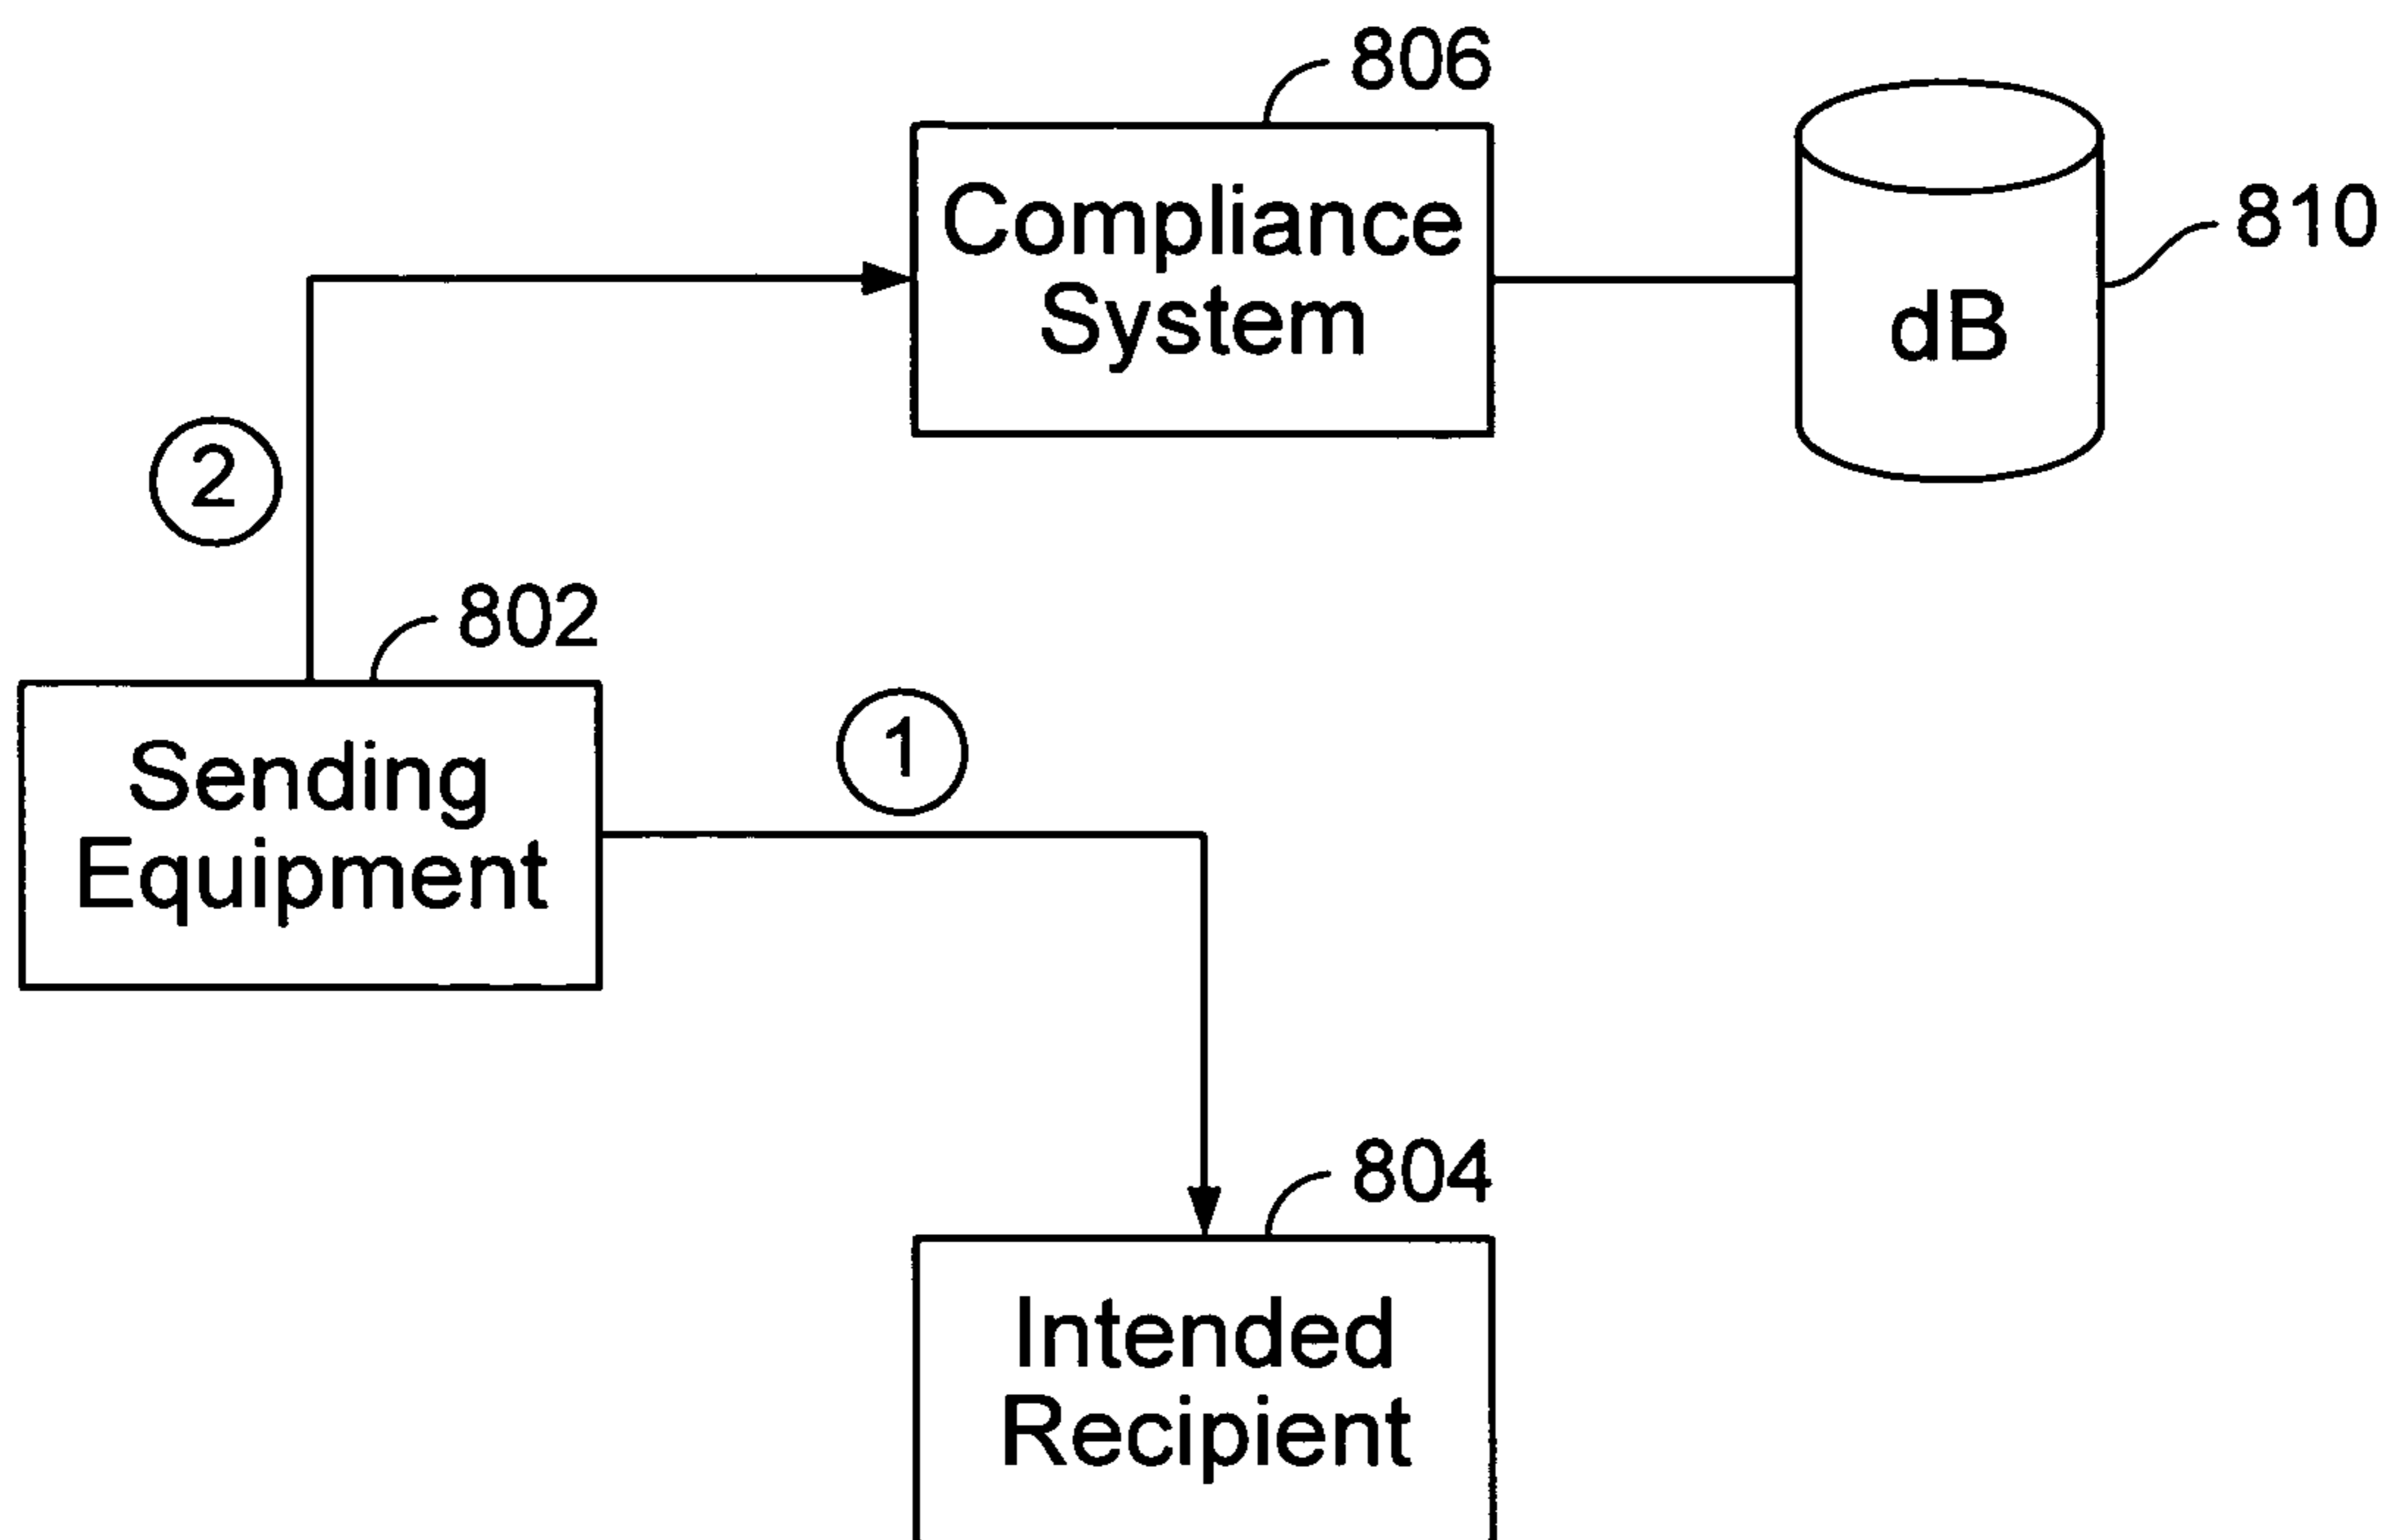 806
Compliance
System
810
dB
2
802
Sending
Equipment
1
804
Intended
Recipient